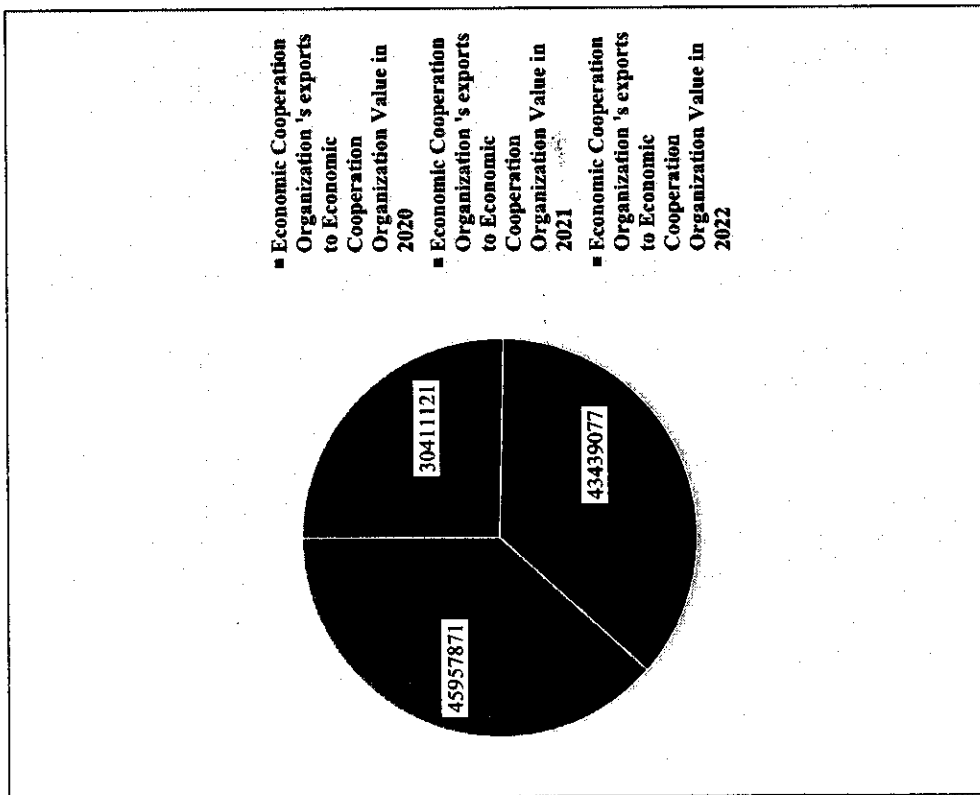 45957871
30411121
43439077
■ Economic Cooperation
Organization 's exports
to Economic
Cooperation
Organization Value in
2020
■ Economic Cooperation
Organization 's exports
to Economic
Cooperation
Organization Value in
2021
■ Economic Cooperation
Organization 's exports
to Economic
Cooperation
Organization Value in
2022